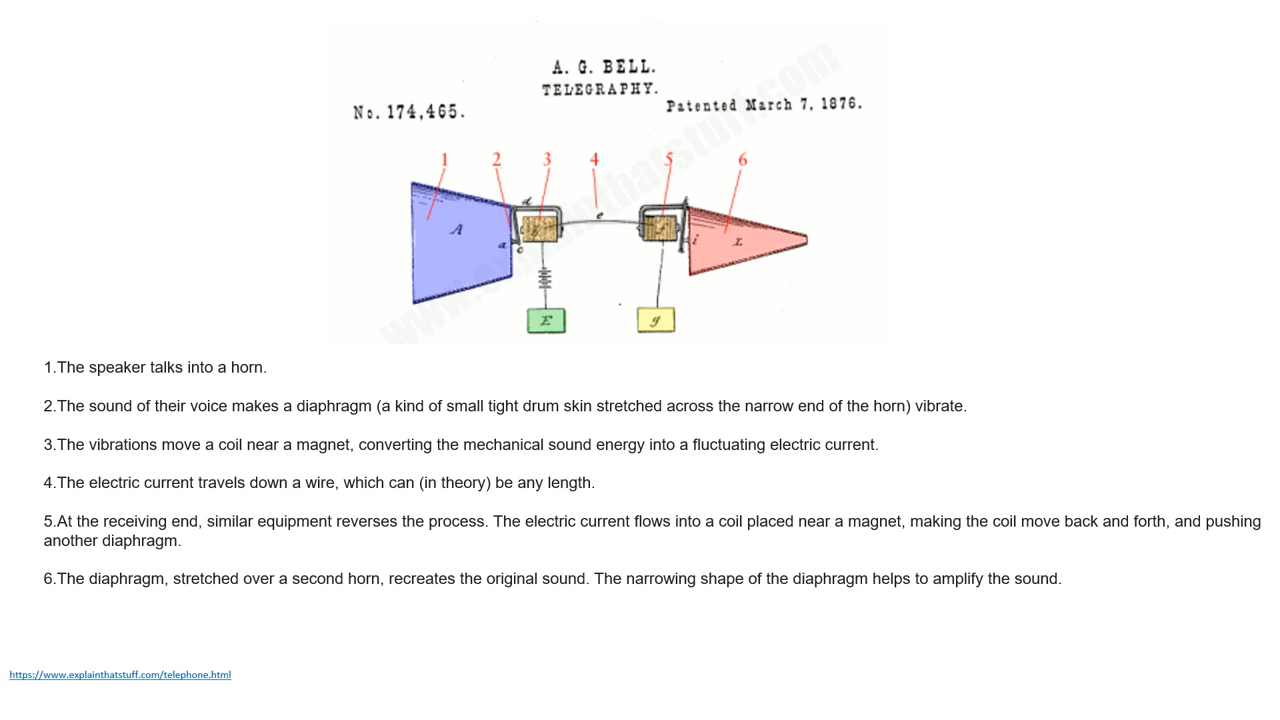 A. G. BELL.
TELEGRAPHY.
No. 174,465.
Patented March 7, 1876.
1 2 3 4 5 6
d
e
A
a
c
i
L
E
g
www.explainthatstuff.com
1.The speaker talks into a horn.
2.The sound of their voice makes a diaphragm (a kind of small tight drum skin stretched across the narrow end of the horn) vibrate.
3.The vibrations move a coil near a magnet, converting the mechanical sound energy into a fluctuating electric current.
4.The electric current travels down a wire, which can (in theory) be any length.
5.At the receiving end, similar equipment reverses the process. The electric current flows into a coil placed near a magnet, making the coil move back and forth, and pushing
another diaphragm.
6.The diaphragm, stretched over a second horn, recreates the original sound. The narrowing shape of the diaphragm helps to amplify the sound.
https://www.explainthatstuff.com/telephone.html